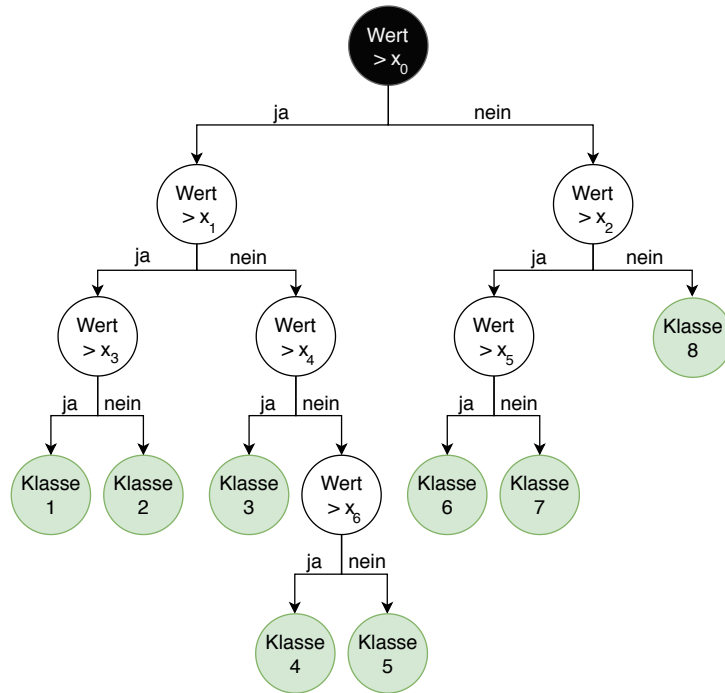 Wert
> x₀
ja
nein
Wert
> x₁
Wert
> x₂
ja
nein
ja
nein
Wert
> x₃
Wert
> x₄
Wert
> x₅
Klasse
8
ja
nein
ja
nein
ja
nein
Klasse
1
Klasse
2
Klasse
3
Wert
> x₆
Klasse
6
Klasse
7
ja
nein
Klasse
4
Klasse
5